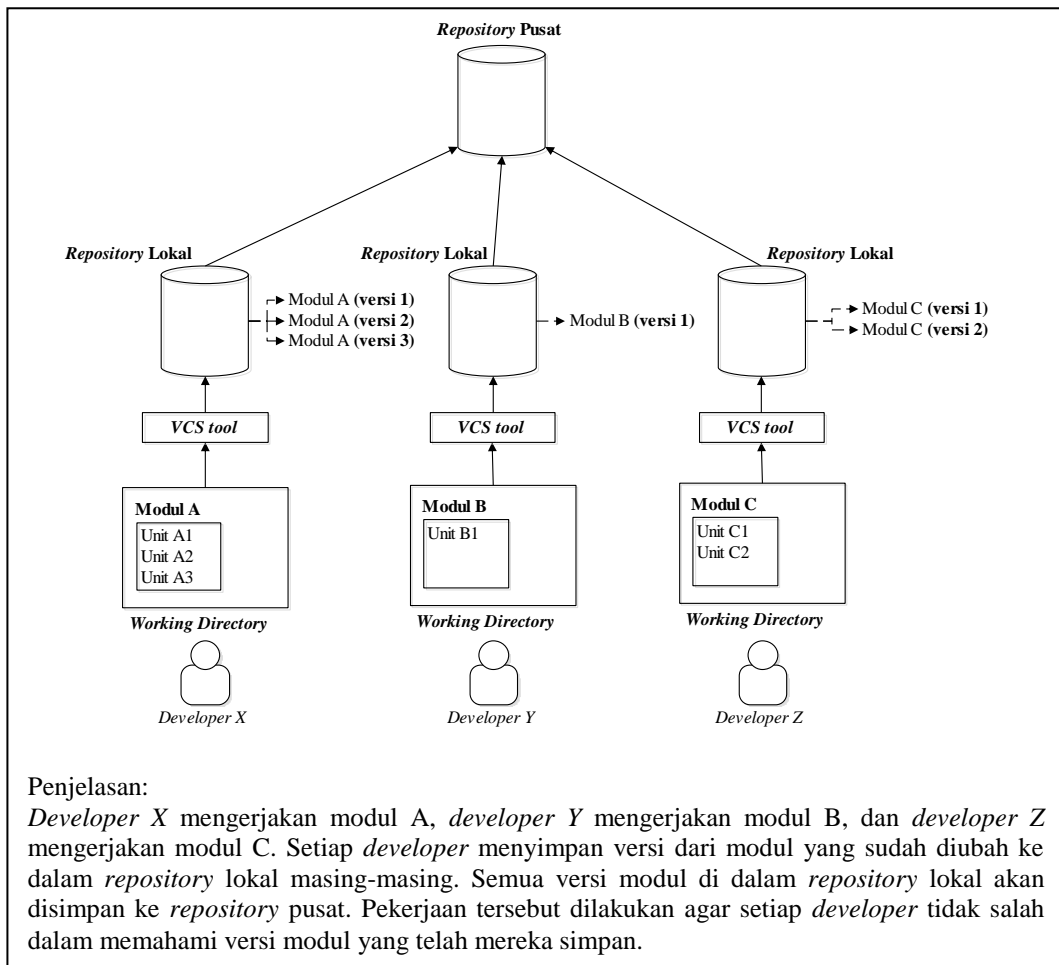 Repository Pusat
Repository Lokal
Repository Lokal
Repository Lokal
Modul A (versi 1)
Modul A (versi 2)
Modul A (versi 3)
Modul B (versi 1)
Modul C (versi 1)
Modul C (versi 2)
VCS tool
VCS tool
VCS tool
Modul A
Unit A1
Unit A2
Unit A3
Modul B
Unit B1
Modul C
Unit C1
Unit C2
Working Directory
Working Directory
Working Directory
Developer X
Developer Y
Developer Z
Penjelasan:
Developer X mengerjakan modul A, developer Y mengerjakan modul B, dan developer Z
mengerjakan modul C. Setiap developer menyimpan versi dari modul yang sudah diubah ke
dalam repository lokal masing-masing. Semua versi modul di dalam repository lokal akan
disimpan ke repository pusat. Pekerjaan tersebut dilakukan agar setiap developer tidak salah
dalam memahami versi modul yang telah mereka simpan.